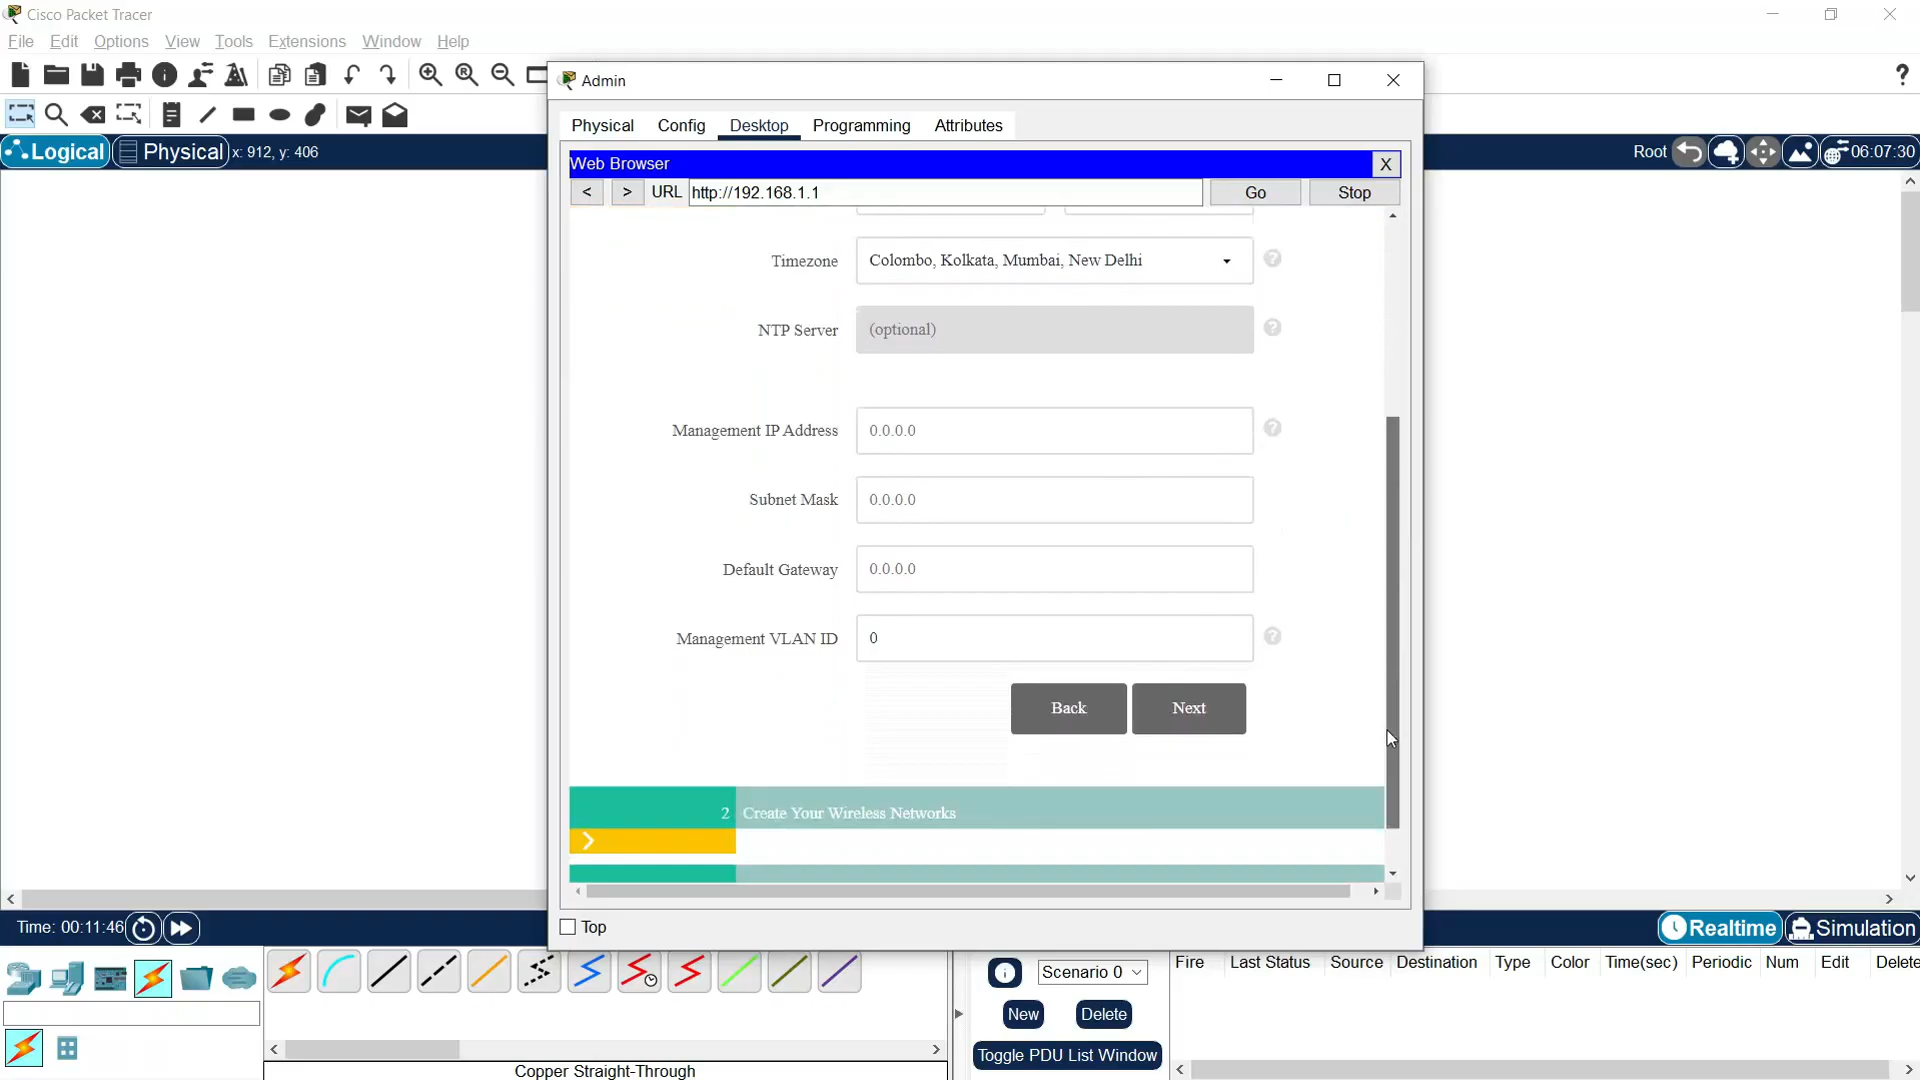 Cisco Packet Tracer
File Edit Options View Tools Extensions Window Help
?
Admin
Physical Config Desktop Programming Attributes
Logical Physical x: 912, y: 406
Root 06:07:30
Web Browser X
< > URL http://192.168.1.1 Go Stop
Timezone Colombo, Kolkata, Mumbai, New Delhi ?
NTP Server (optional) ?
Management IP Address 0.0.0.0 ?
Subnet Mask 0.0.0.0
Default Gateway 0.0.0.0
Management VLAN ID 0 ?
Back Next
2 Create Your Wireless Networks
Top
Time: 00:11:46
Realtime Simulation
Scenario 0
Fire Last Status Source Destination Type Color Time(sec) Periodic Num Edit Delete
New Delete
Toggle PDU List Window
Copper Straight-Through